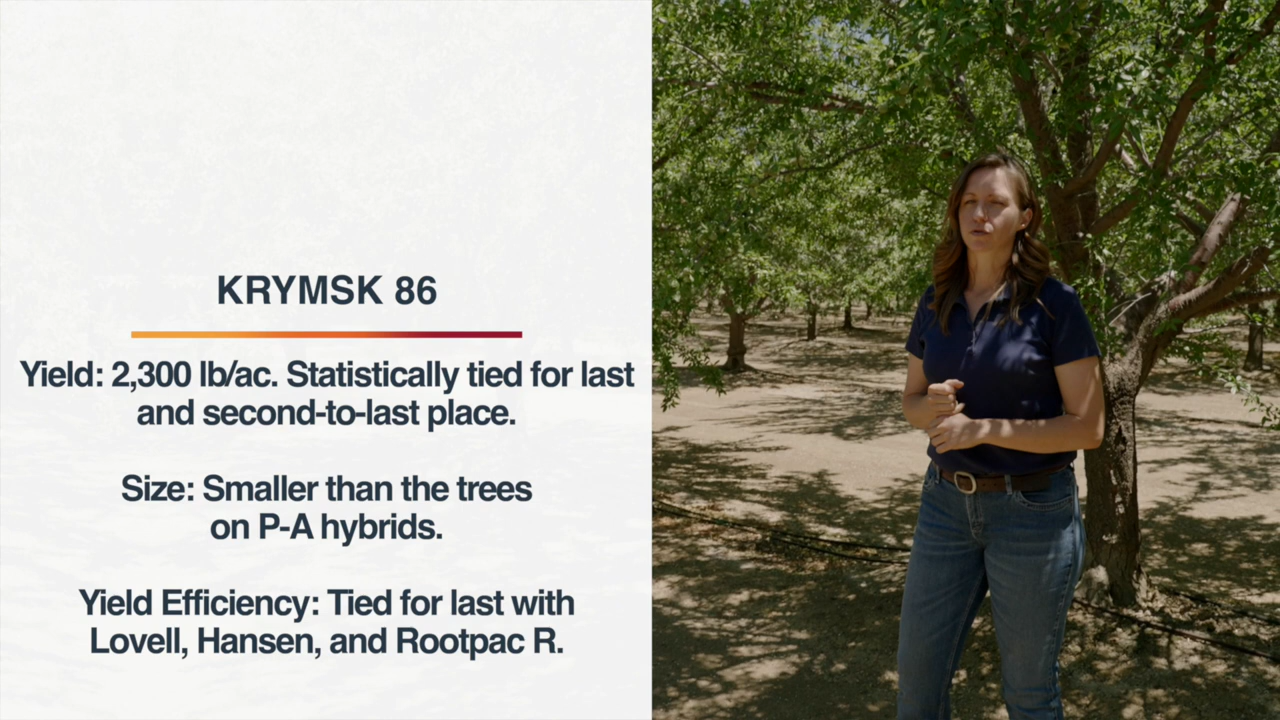 KRYMSK 86
Yield: 2,300 lb/ac. Statistically tied for last
and second-to-last place.
Size: Smaller than the trees
on P-A hybrids.
Yield Efficiency: Tied for last with
Lovell, Hansen, and Rootpac R.